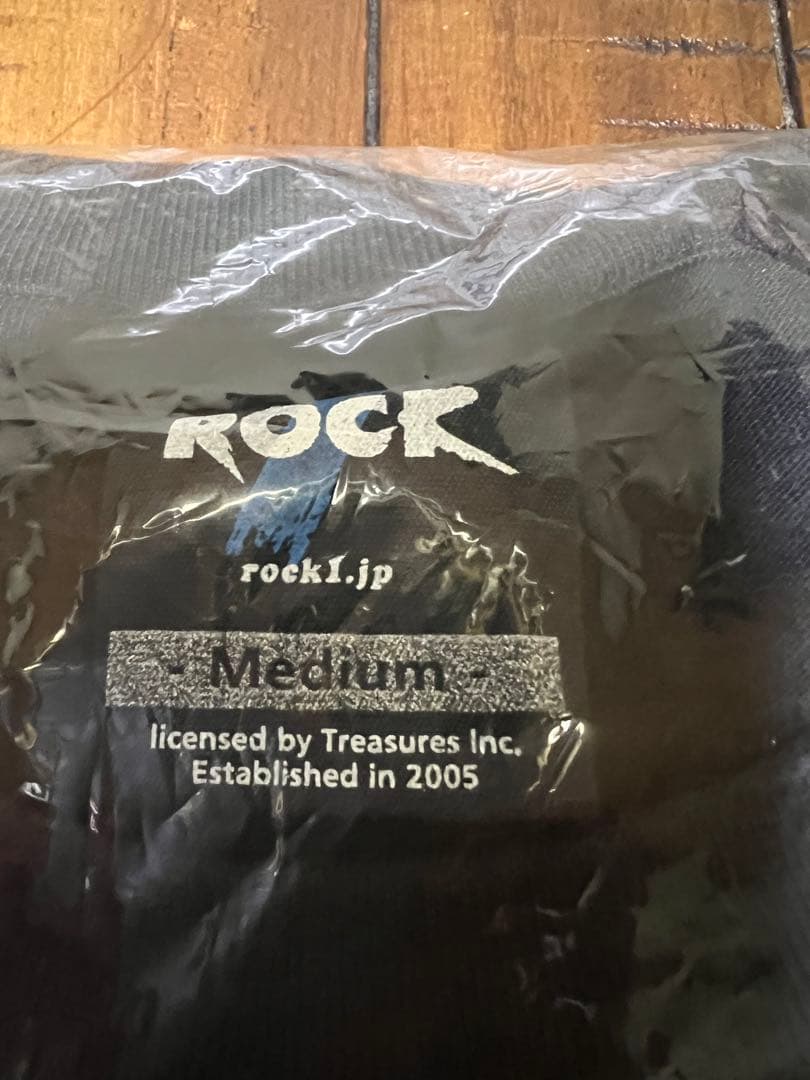 ROCK
rock1.jp
- Medium -
licensed by Treasures Inc.
Established in 2005